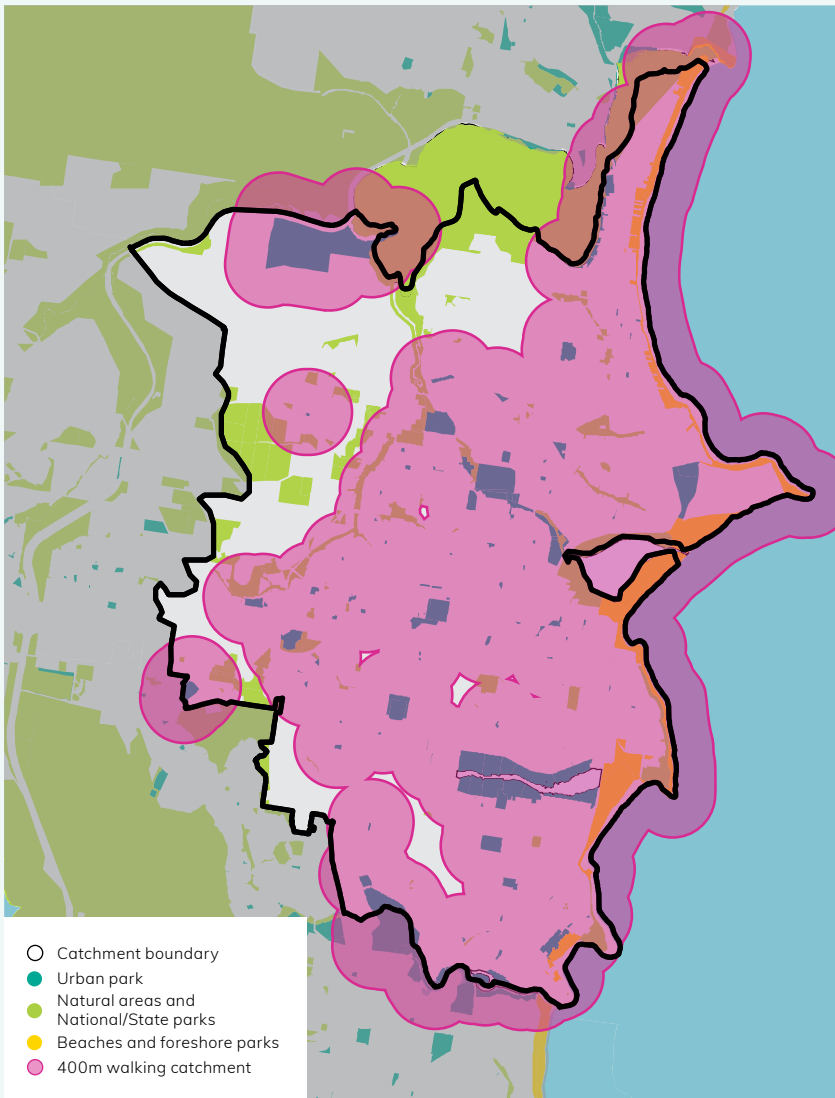 Catchment boundary
Urban park
Natural areas and
National/State parks
Beaches and foreshore parks
400m walking catchment